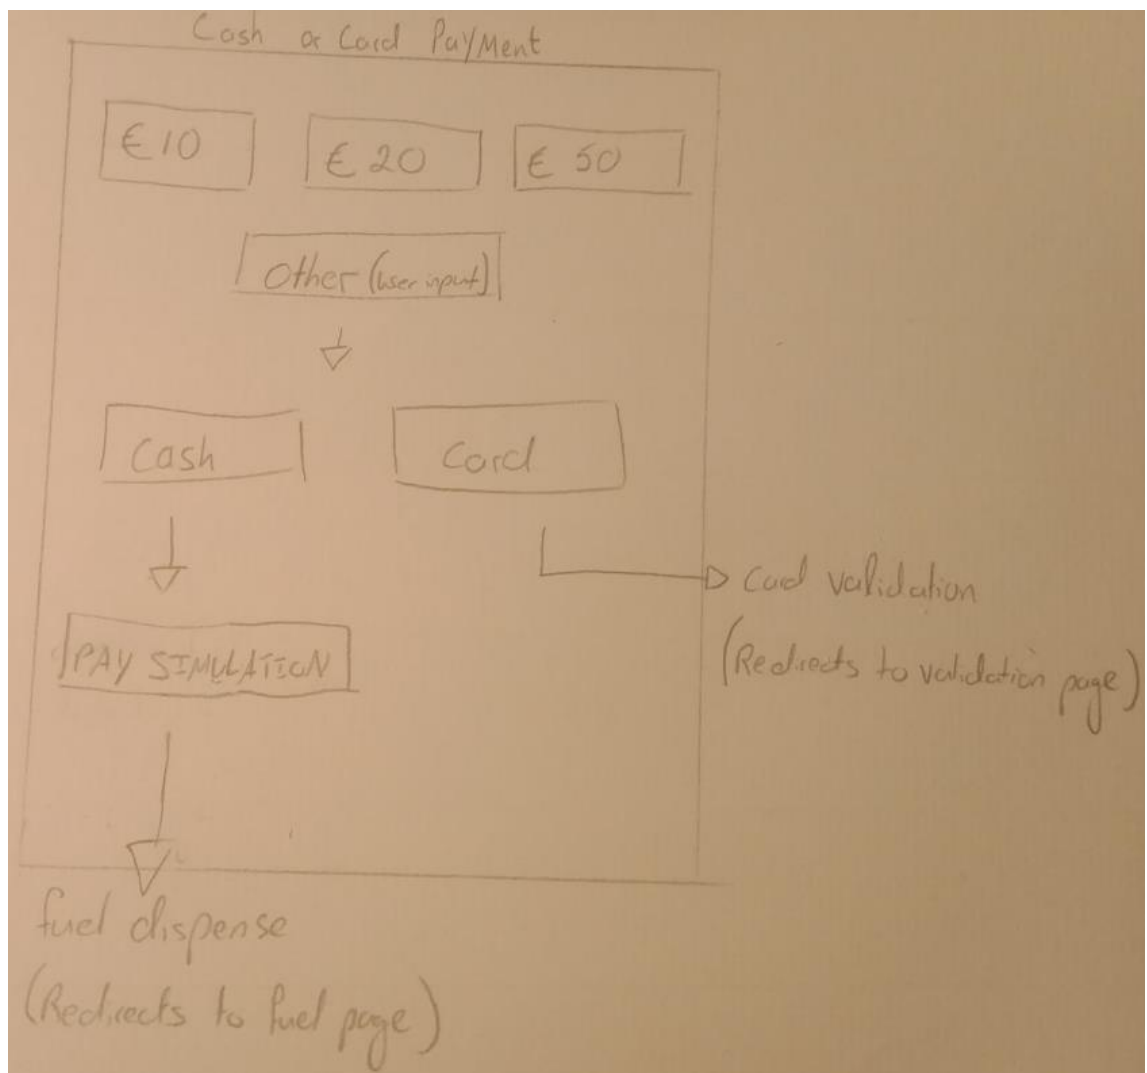 Cash or Card PayMent
€10
€ 20
€ 50
Other (user input)
Cash
Card
Card validation
(Redirects to validation page)
PAY SIMULATION
fuel dispense
(Redirects to fuel page)